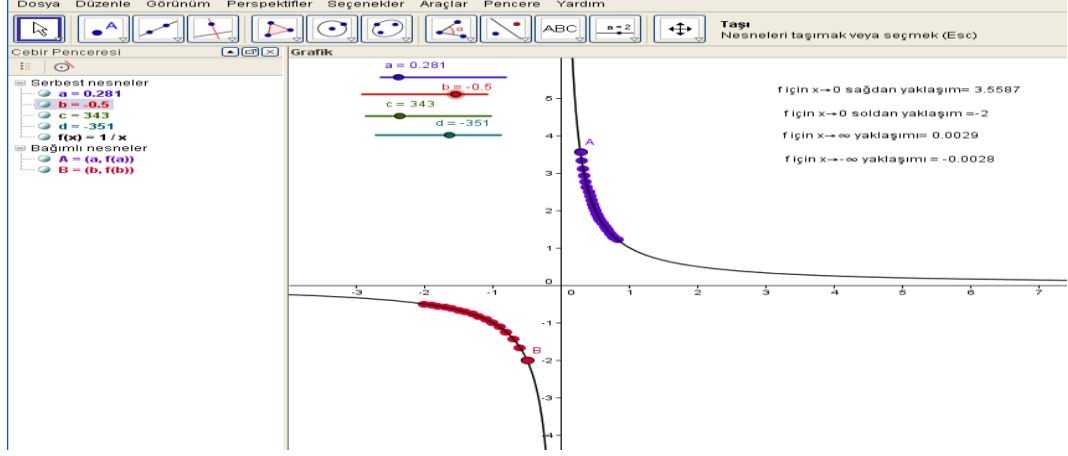 Dosya Düzenle Görünüm Perspektifler Seçenekler Araçlar Pencere Yardım
A
α
ABC
a = 2
Taşı
Nesneleri taşımak veya seçmek (Esc)
Cebir Penceresi
Serbest nesneler
a = 0.281
b = -0.5
c = 343
d = -351
f(x) = 1 / x
Bağımlı nesneler
A = (a, f(a))
B = (b, f(b))
Grafik
a = 0.281
b = -0.5
c = 343
d = -351
f için x→0 sağdan yaklaşım= 3.5587
f için x→0 soldan yaklaşım =-2
f için x→∞ yaklaşımı= 0.0029
f için x→-∞ yaklaşımı = -0.0028
A
B
5
4
3
2
1
0
-1
-2
-3
-4
-3 -2 -1 0 1 2 3 4 5 6 7